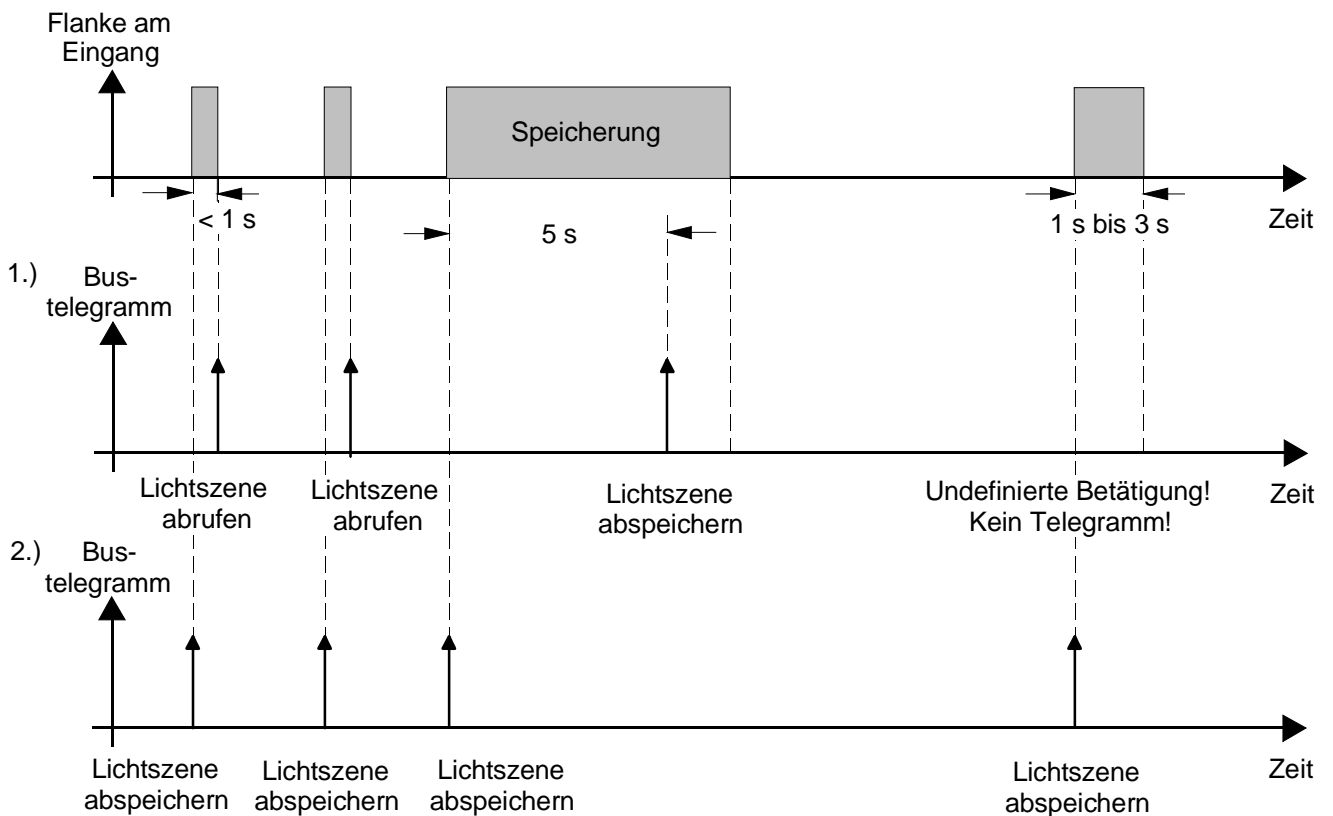 Flanke am
Eingang
Speicherung
< 1 s
5 s
1 s bis 3 s
Zeit
1.) Bus-
telegramm
Lichtszene
abrufen
Lichtszene
abrufen
Lichtszene
abspeichern
Undefinierte Betätigung!
Kein Telegramm!
Zeit
2.) Bus-
telegramm
Lichtszene
abspeichern
Lichtszene
abspeichern
Lichtszene
abspeichern
Lichtszene
abspeichern
Zeit